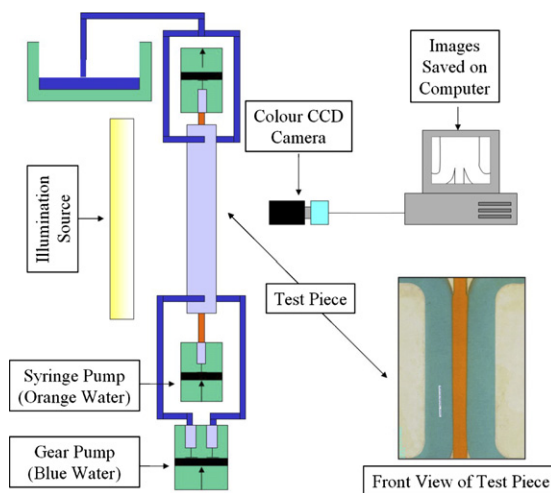 Images
Saved on
Computer
Colour CCD
Camera
Illumination
Source
Test Piece
Syringe Pump
(Orange Water)
Gear Pump
(Blue Water)
Front View of Test Piece